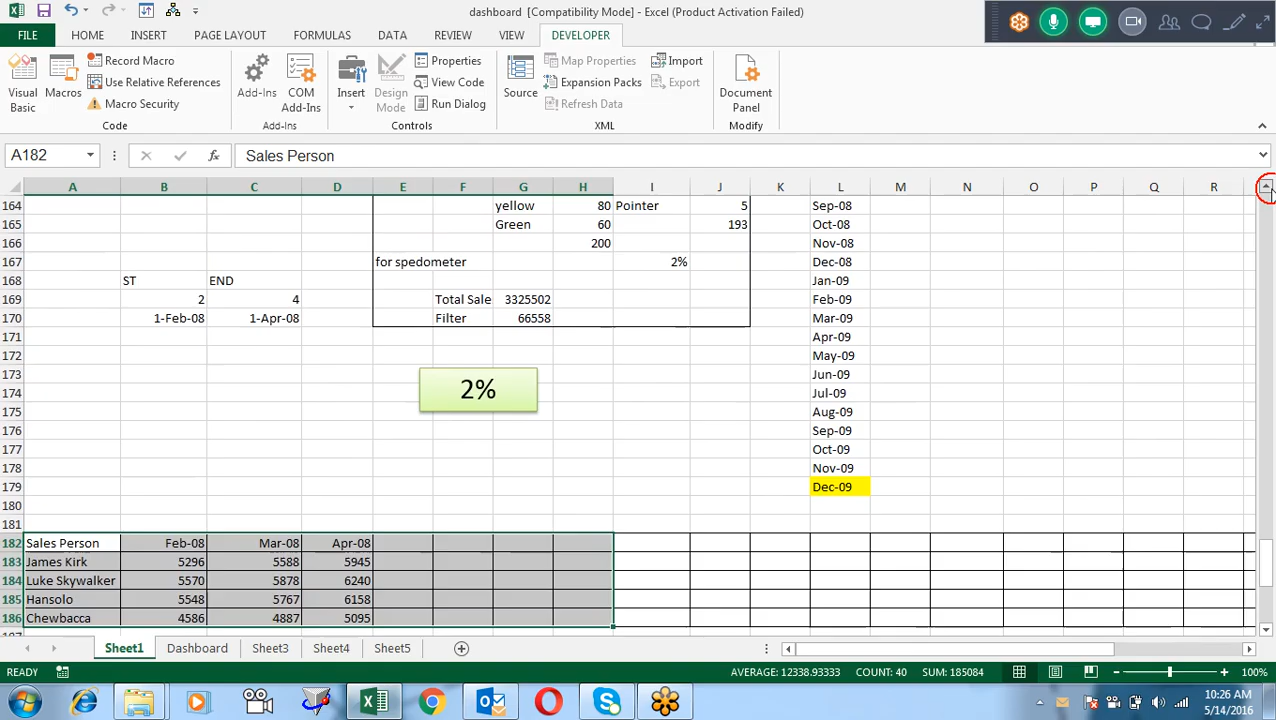 dashboard [Compatibility Mode] - Excel (Product Activation Failed)
FILE HOME INSERT PAGE LAYOUT FORMULAS DATA REVIEW VIEW DEVELOPER
Visual Basic
Macros
Record Macro
Use Relative References
Macro Security
Code
Add-Ins
COM Add-Ins
Add-Ins
Insert
Design Mode
Properties
View Code
Run Dialog
Controls
Source
Map Properties
Expansion Packs
Refresh Data
Import
Export
XML
Document Panel
Modify
A182 fx Sales Person
A B C D E F G H I J K L M N O P Q R
164 yellow 80 Pointer 5 Sep-08
165 Green 60 193 Oct-08
166 200 Nov-08
167 for spedometer 2% Dec-08
168 ST END Jan-09
169 2 4 Total Sale 3325502 Feb-09
170 1-Feb-08 1-Apr-08 Filter 66558 Mar-09
171 Apr-09
172 May-09
173 Jun-09
174 2% Jul-09
175 Aug-09
176 Sep-09
177 Oct-09
178 Nov-09
179 Dec-09
180
181
182 Sales Person Feb-08 Mar-08 Apr-08
183 James Kirk 5296 5588 5945
184 Luke Skywalker 5570 5878 6240
185 Hansolo 5548 5767 6158
186 Chewbacca 4586 4887 5095
187
Sheet1 Dashboard Sheet3 Sheet4 Sheet5
READY AVERAGE: 12338.93333 COUNT: 40 SUM: 185084 100%
10:26 AM
5/14/2016